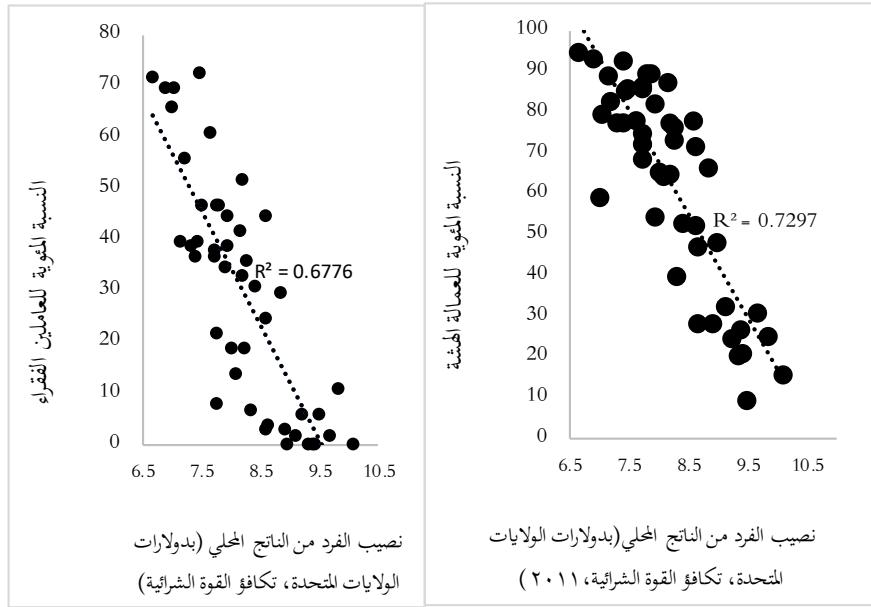 80
70
60
50
40
30
20
10
0
6.5 7.5 8.5 9.5 10.5
النسبة المئوية للعاملين الفقراء
R² = 0.6776
نصيب الفرد من الناتج المحلي (بدولارات
الولايات المتحدة، تكافؤ القوة الشرائية)
100
90
80
70
60
50
40
30
20
10
0
6.5 7.5 8.5 9.5 10.5
النسبة المئوية للعمالة الهشة
R² = 0.7297
نصيب الفرد من الناتج المحلي(بدولارات الولايات
المتحدة، تكافؤ القوة الشرائية، ٢٠١١ )